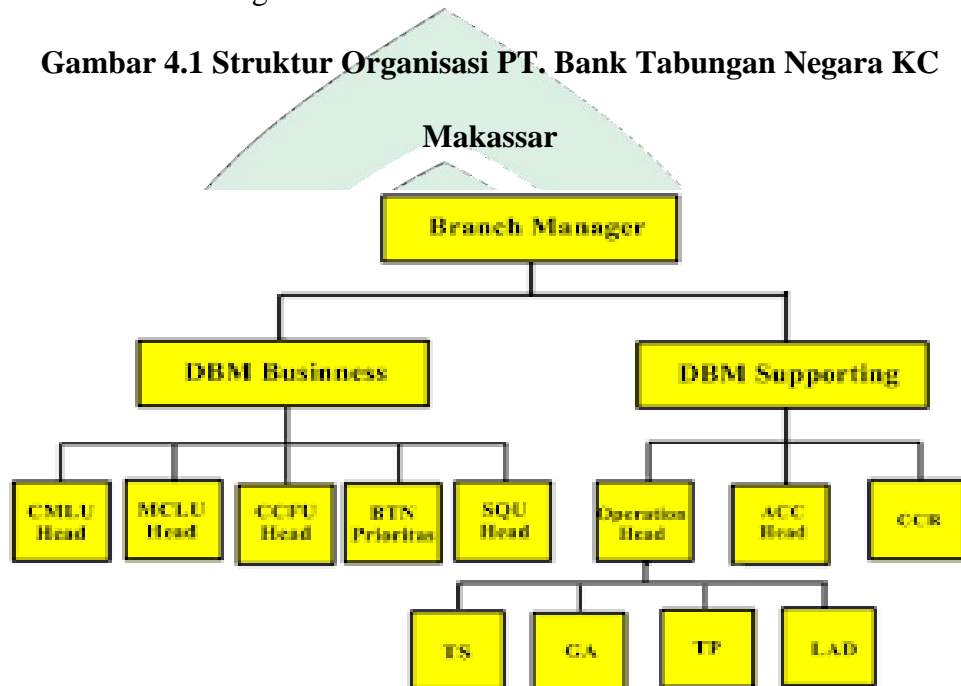 Gambar 4.1 Struktur Organisasi PT. Bank Tabungan Negara KC
Makassar
Branch Manager
DBM Businness
DBM Supporting
CMLU
Head
MCLU
Head
CCFU
Head
BTN
Prioritas
SQU
Head
Operation
Head
ACC
Head
CCR
TS
GA
TP
LAD